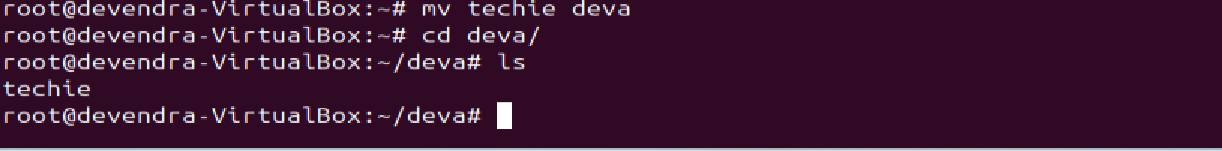 root@devendra-VirtualBox:~# mv techie deva
root@devendra-VirtualBox:~# cd deva/
root@devendra-VirtualBox:~/deva# ls
techie
root@devendra-VirtualBox:~/deva#